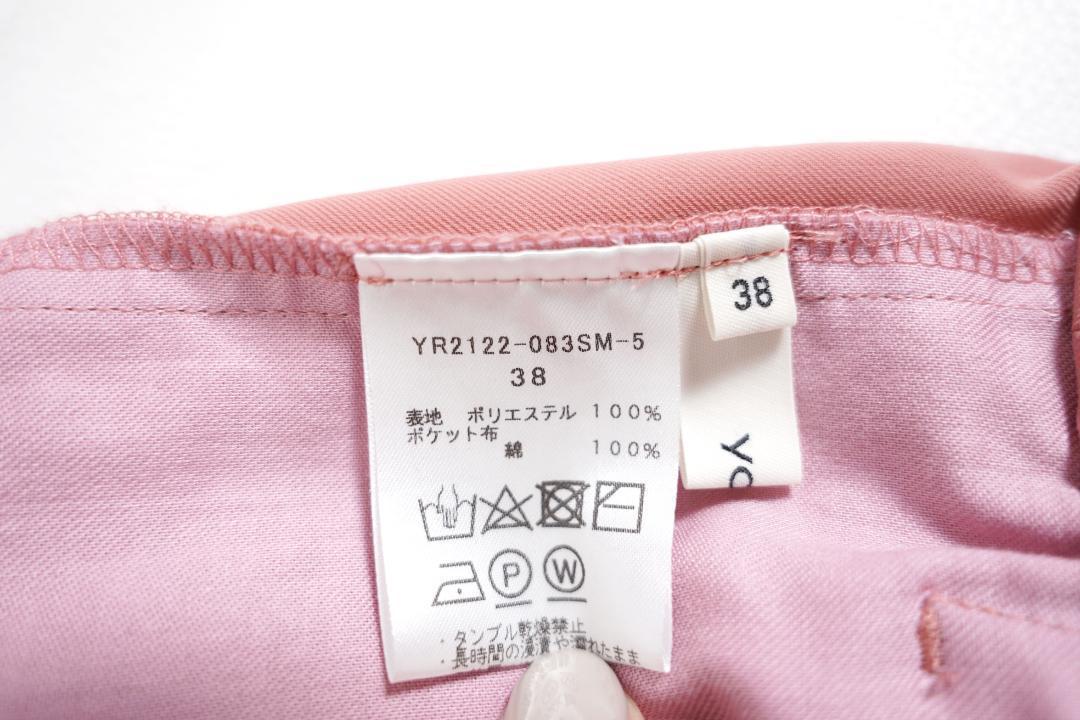 YR2122-083SM-5
38
表地 ポリエステル 100%
ポケット布
綿 100%
P W
・タンブル乾燥禁止
・長時間の浸漬や濡れたまま
38
YO